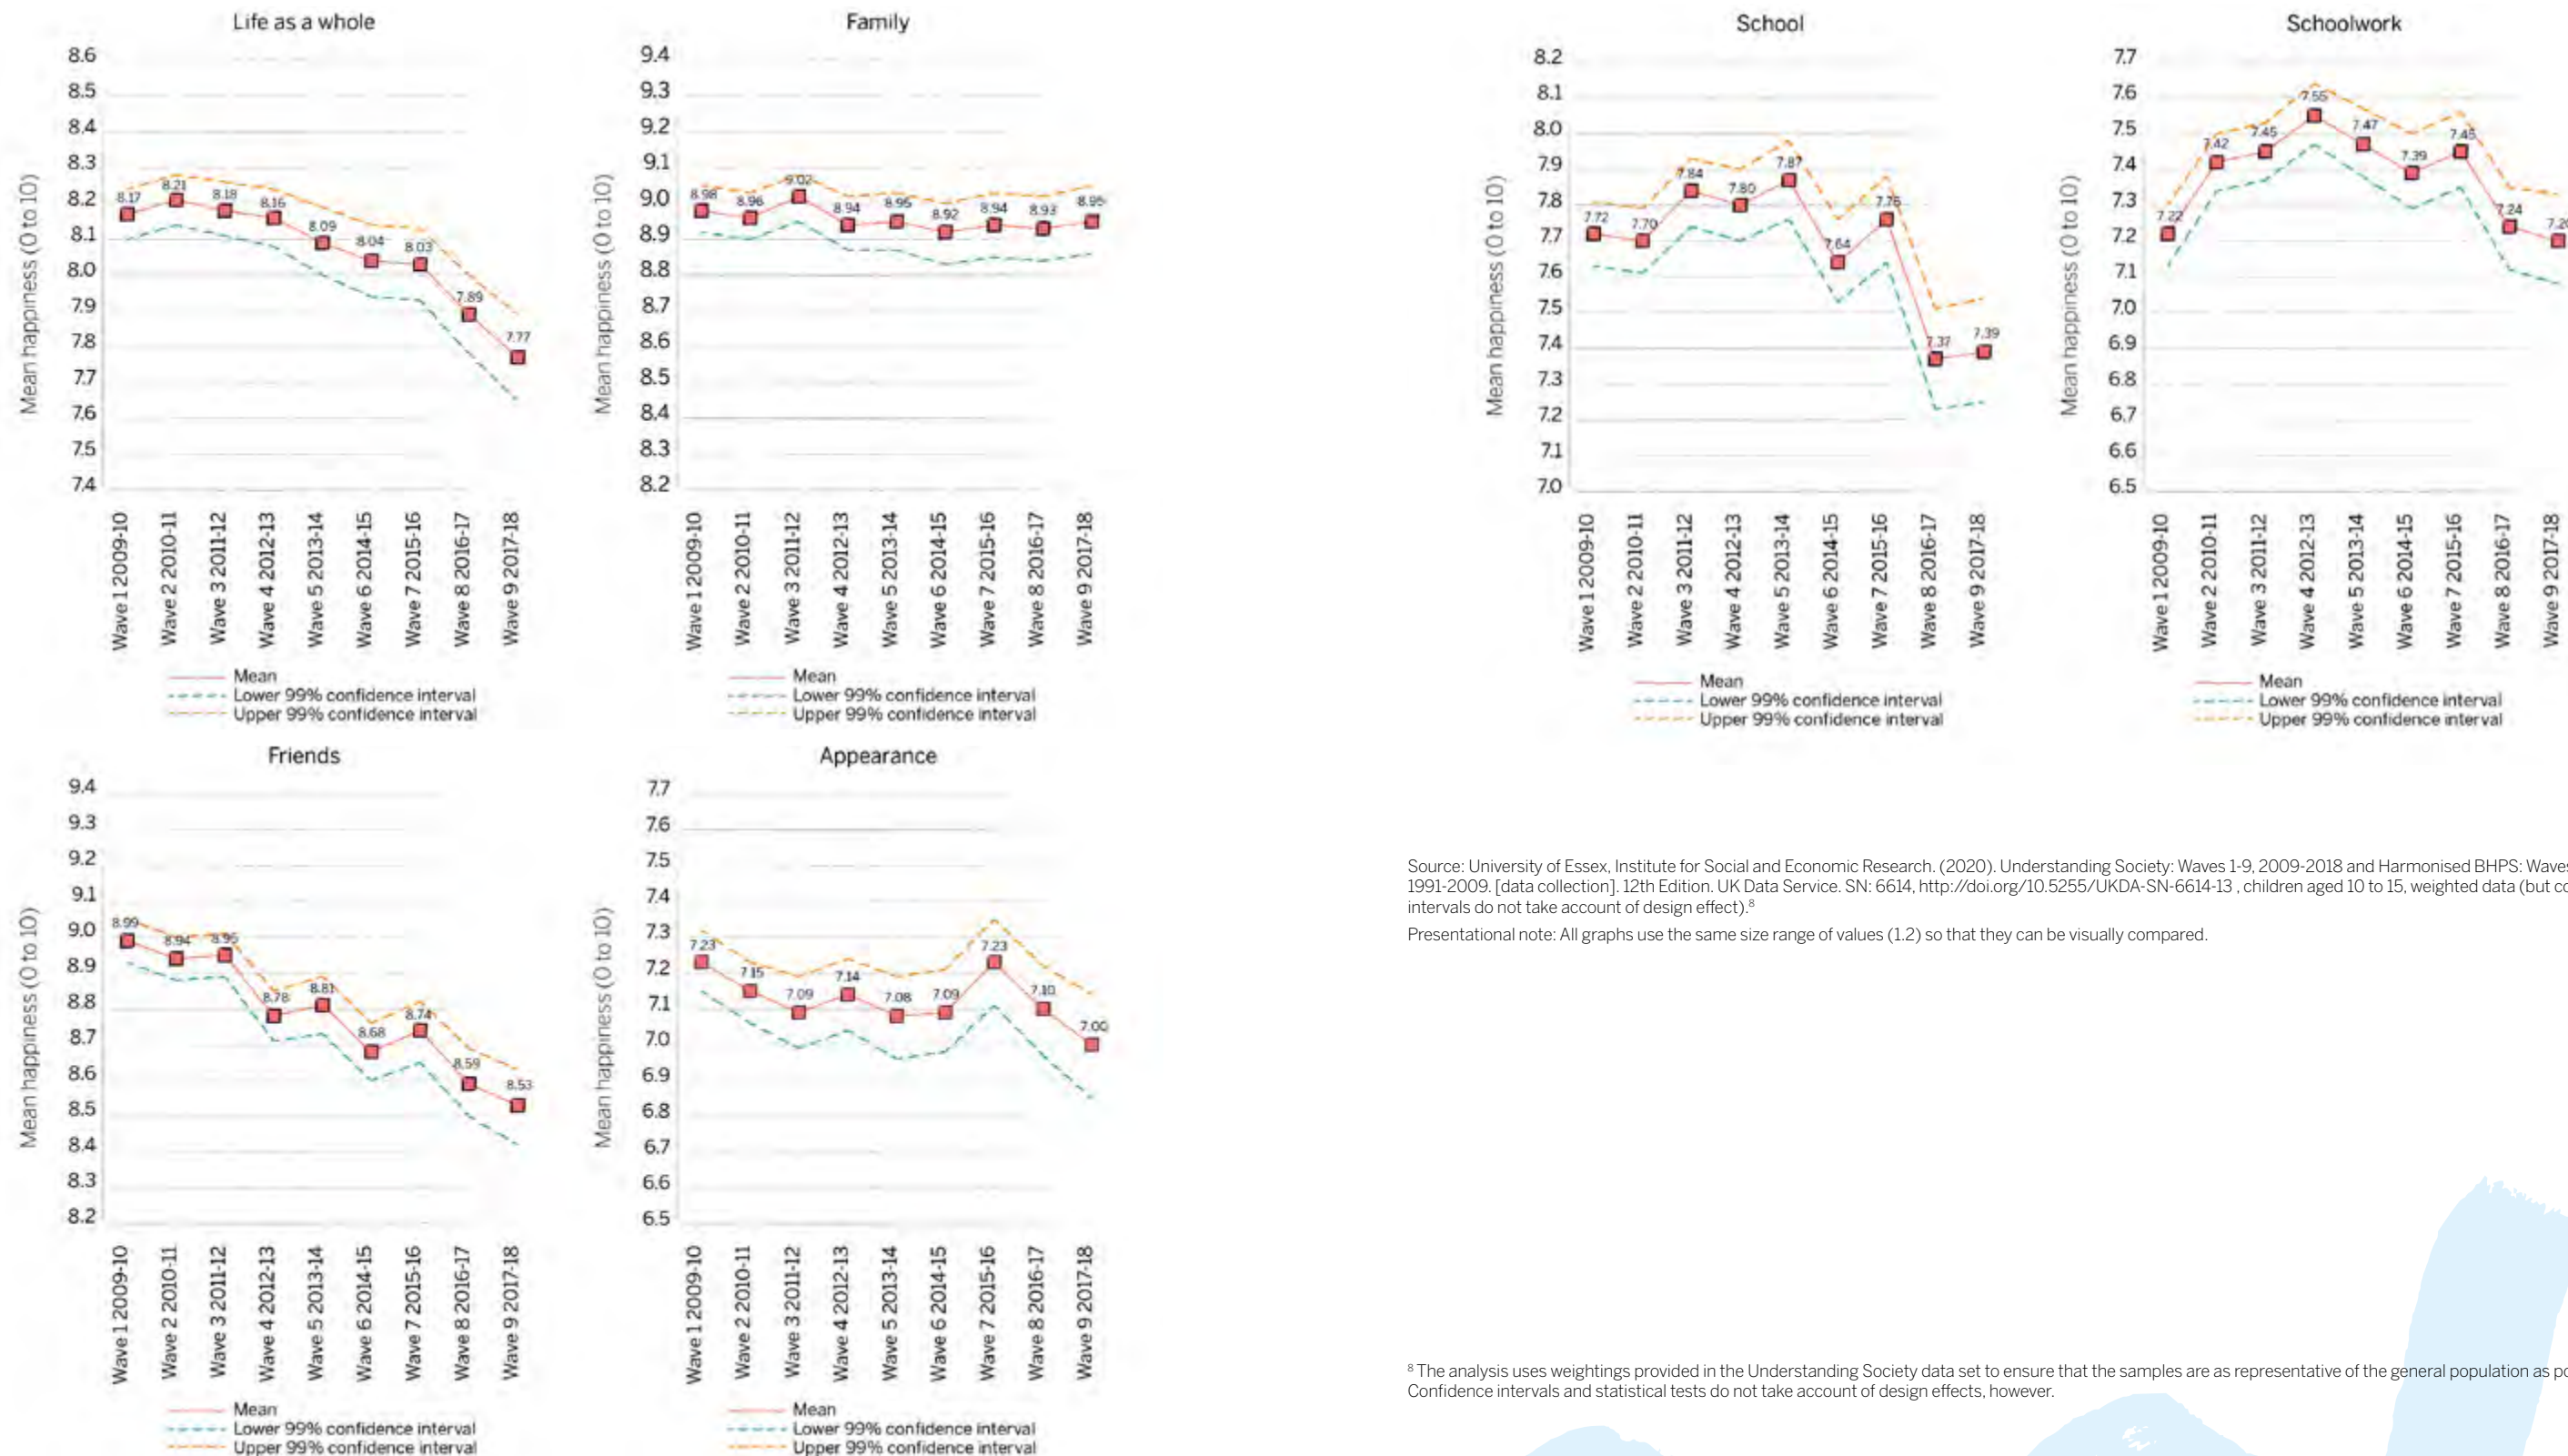 Life as a whole
Mean happiness (0 to 10)
8.6
8.5
8.4
8.3
8.2
8.1
8.0
7.9
7.8
7.7
7.6
7.5
7.4
8.17
8.21
8.18
8.16
8.09
8.04
8.03
7.89
7.77
Wave 1 2009-10
Wave 2 2010-11
Wave 3 2011-12
Wave 4 2012-13
Wave 5 2013-14
Wave 6 2014-15
Wave 7 2015-16
Wave 8 2016-17
Wave 9 2017-18
Mean
Lower 99% confidence interval
Upper 99% confidence interval
Family
Mean happiness (0 to 10)
9.4
9.3
9.2
9.1
9.0
8.9
8.8
8.7
8.6
8.5
8.4
8.3
8.2
8.98
8.96
9.02
8.94
8.95
8.92
8.94
8.93
8.95
Wave 1 2009-10
Wave 2 2010-11
Wave 3 2011-12
Wave 4 2012-13
Wave 5 2013-14
Wave 6 2014-15
Wave 7 2015-16
Wave 8 2016-17
Wave 9 2017-18
Mean
Lower 99% confidence interval
Upper 99% confidence interval
Friends
Mean happiness (0 to 10)
9.4
9.3
9.2
9.1
9.0
8.9
8.8
8.7
8.6
8.5
8.4
8.3
8.2
8.99
8.94
8.95
8.78
8.81
8.68
8.74
8.59
8.53
Wave 1 2009-10
Wave 2 2010-11
Wave 3 2011-12
Wave 4 2012-13
Wave 5 2013-14
Wave 6 2014-15
Wave 7 2015-16
Wave 8 2016-17
Wave 9 2017-18
Mean
Lower 99% confidence interval
Upper 99% confidence interval
Appearance
Mean happiness (0 to 10)
7.7
7.6
7.5
7.4
7.3
7.2
7.1
7.0
6.9
6.8
6.7
6.6
6.5
7.23
7.15
7.09
7.14
7.08
7.09
7.23
7.10
7.00
Wave 1 2009-10
Wave 2 2010-11
Wave 3 2011-12
Wave 4 2012-13
Wave 5 2013-14
Wave 6 2014-15
Wave 7 2015-16
Wave 8 2016-17
Wave 9 2017-18
Mean
Lower 99% confidence interval
Upper 99% confidence interval
School
Mean happiness (0 to 10)
8.2
8.1
8.0
7.9
7.8
7.7
7.6
7.5
7.4
7.3
7.2
7.1
7.0
7.72
7.70
7.84
7.80
7.87
7.64
7.76
7.37
7.39
Wave 1 2009-10
Wave 2 2010-11
Wave 3 2011-12
Wave 4 2012-13
Wave 5 2013-14
Wave 6 2014-15
Wave 7 2015-16
Wave 8 2016-17
Wave 9 2017-18
Mean
Lower 99% confidence interval
Upper 99% confidence interval
Schoolwork
Mean happiness (0 to 10)
7.7
7.6
7.5
7.4
7.3
7.2
7.1
7.0
6.9
6.8
6.7
6.6
6.5
7.22
7.42
7.45
7.55
7.47
7.39
7.45
7.24
Wave 1 2009-10
Wave 2 2010-11
Wave 3 2011-12
Wave 4 2012-13
Wave 5 2013-14
Wave 6 2014-15
Wave 7 2015-16
Wave 8 2016-17
Wave 9 2017-18
Mean
Lower 99% confidence interval
Upper 99% confidence interval
Source: University of Essex, Institute for Social and Economic Research. (2020). Understanding Society: Waves 1-9, 2009-2018 and Harmonised BHPS: Waves
1991-2009. [data collection]. 12th Edition. UK Data Service. SN: 6614, http://doi.org/10.5255/UKDA-SN-6614-13 , children aged 10 to 15, weighted data (but
intervals do not take account of design effect).⁸
Presentational note: All graphs use the same size range of values (1.2) so that they can be visually compared.
⁸ The analysis uses weightings provided in the Understanding Society data set to ensure that the samples are as representative of the general population as
Confidence intervals and statistical tests do not take account of design effects, however.